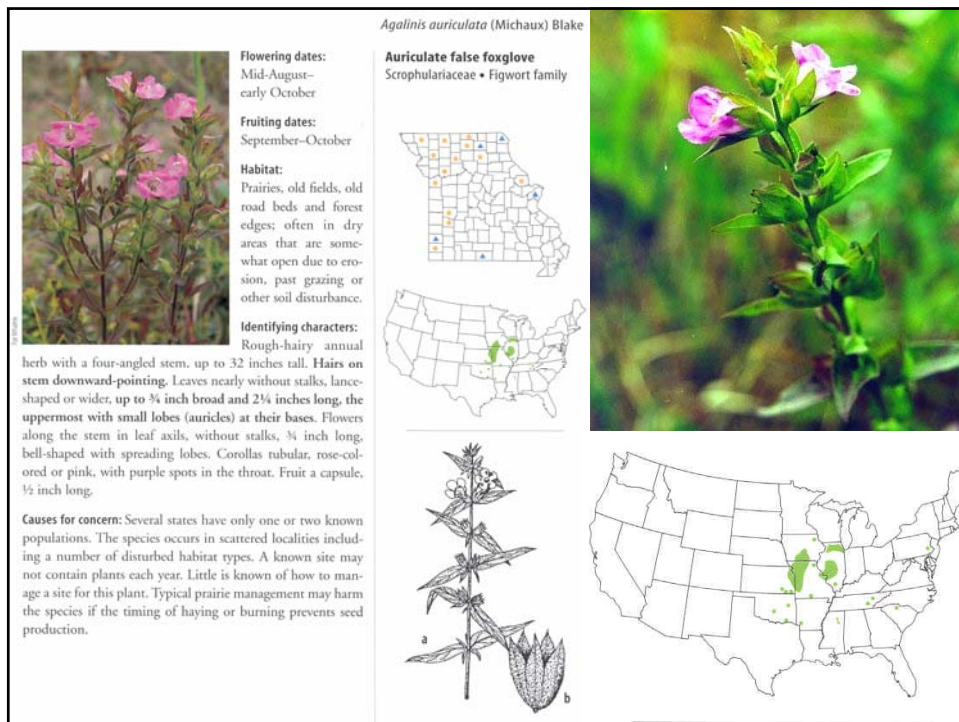 Agalinis auriculata (Michaux) Blake
Flowering dates:
Mid-August–
early October
Fruiting dates:
September–October
Habitat:
Prairies, old fields, old
road beds and forest
edges; often in dry
areas that are some-
what open due to ero-
sion, past grazing or
other soil disturbance.
Identifying characters:
Rough-hairy annual
herb with a four-angled stem, up to 32 inches tall. Hairs on
stem downward-pointing. Leaves nearly without stalks, lance-
shaped or wider, up to ¾ inch broad and 2¼ inches long, the
uppermost with small lobes (auricles) at their bases. Flowers
along the stem in leaf axils, without stalks, ¾ inch long,
bell-shaped with spreading lobes. Corollas tubular, rose-col-
ored or pink, with purple spots in the throat. Fruit a capsule,
½ inch long.
Causes for concern: Several states have only one or two known
populations. The species occurs in scattered localities includ-
ing a number of disturbed habitat types. A known site may
not contain plants each year. Little is known of how to man-
age a site for this plant. Typical prairie management may harm
the species if the timing of haying or burning prevents seed
production.
Auriculate false foxglove
Scrophulariaceae • Figwort family
a
b